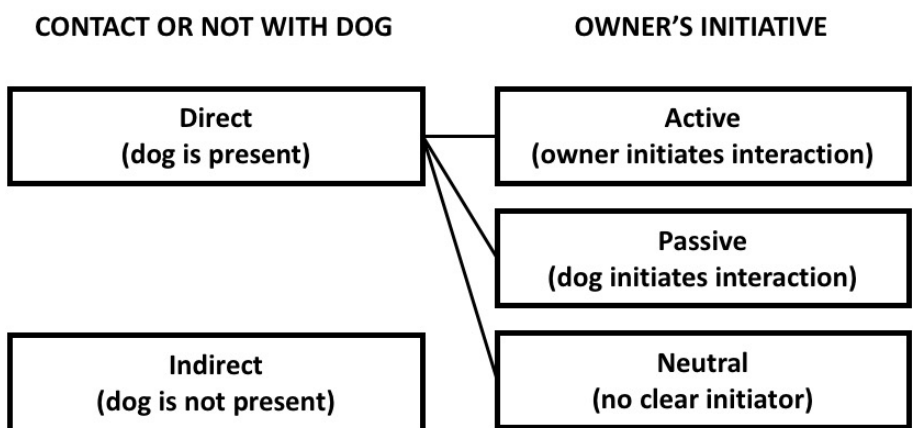 CONTACT OR NOT WITH DOG
OWNER’S INITIATIVE
Direct
(dog is present)
Active
(owner initiates interaction)
Passive
(dog initiates interaction)
Indirect
(dog is not present)
Neutral
(no clear initiator)